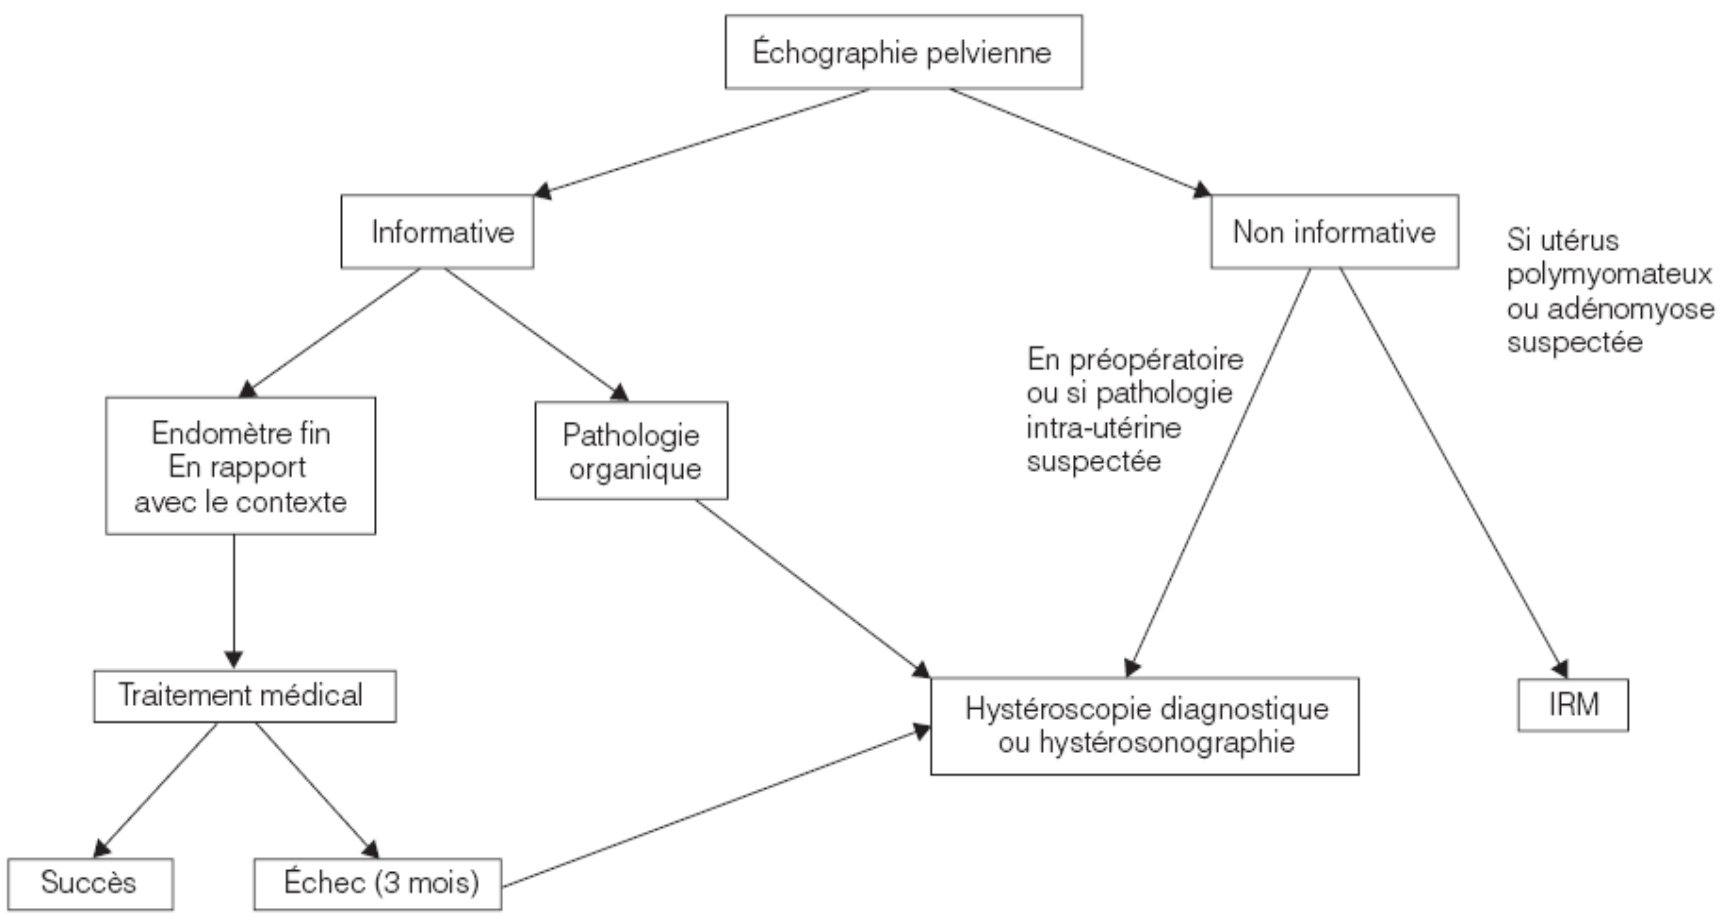 Échographie pelvienne
Informative
Non informative
Si utérus
polymyomateux
ou adénomyose
suspectée
En préopératoire
ou si pathologie
intra-utérine
suspectée
Endomètre fin
En rapport
avec le contexte
Pathologie
organique
Traitement médical
Hystéroscopie diagnostique
ou hystérosonographie
IRM
Succès
Échec (3 mois)